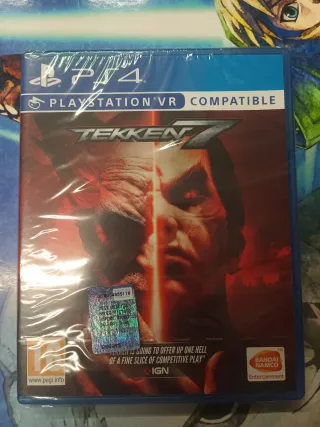 PS4
PLAYSTATION®VR COMPATIBLE
TEKKEN 7
IS GOING TO OFFER UP ONE HELL
OF A FINE SLICE OF COMPETITIVE PLAY"
IGN
www.pegi.info
BANDAI
NAMCO
Entertainment